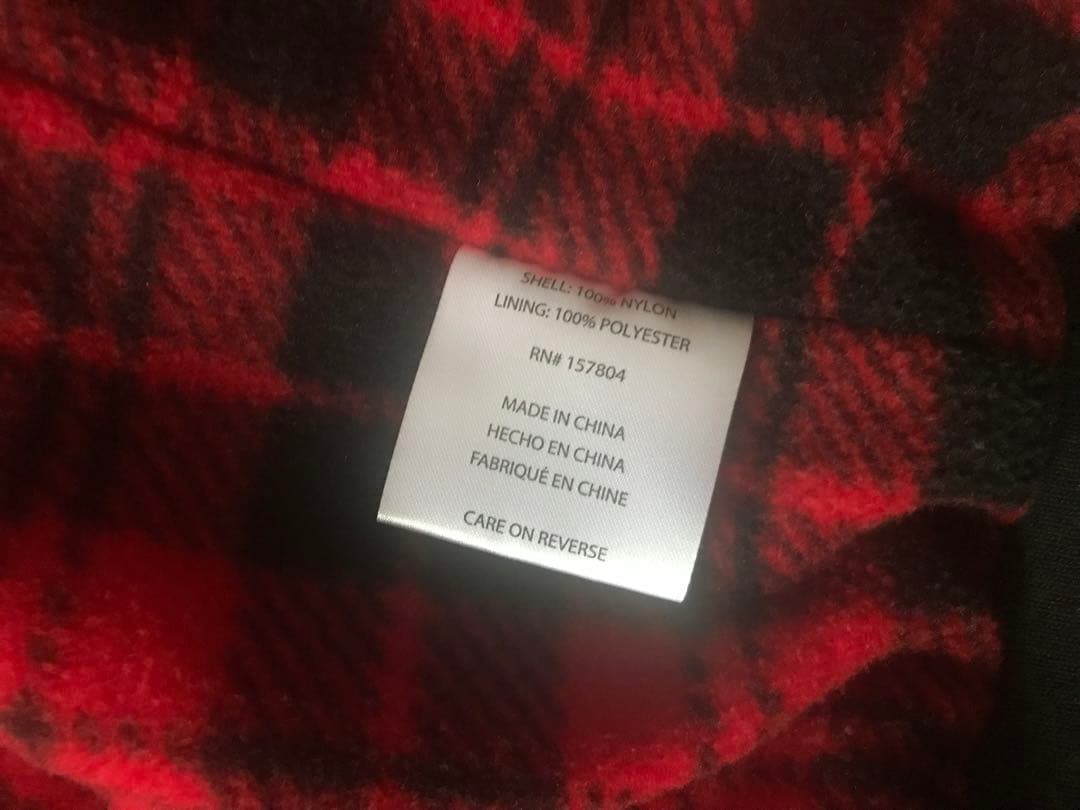 SHELL: 100% NYLON
LINING: 100% POLYESTER
RN# 157804
MADE IN CHINA
HECHO EN CHINA
FABRIQUÉ EN CHINE
CARE ON REVERSE